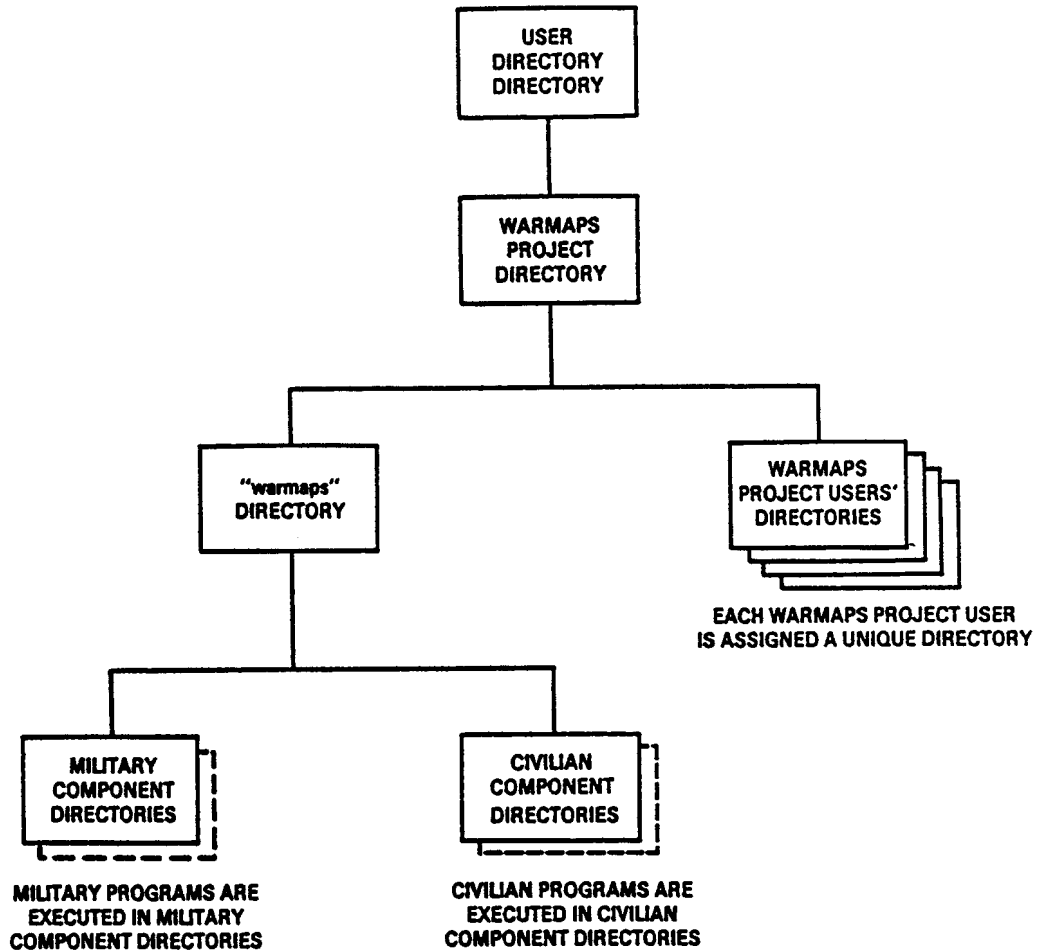 USER
DIRECTORY
DIRECTORY
WARMAPS
PROJECT
DIRECTORY
"warmaps"
DIRECTORY
WARMAPS
PROJECT USERS'
DIRECTORIES
EACH WARMAPS PROJECT USER
IS ASSIGNED A UNIQUE DIRECTORY
MILITARY
COMPONENT
DIRECTORIES
CIVILIAN
COMPONENT
DIRECTORIES
MILITARY PROGRAMS ARE
EXECUTED IN MILITARY
COMPONENT DIRECTORIES
CIVILIAN PROGRAMS ARE
EXECUTED IN CIVILIAN
COMPONENT DIRECTORIES